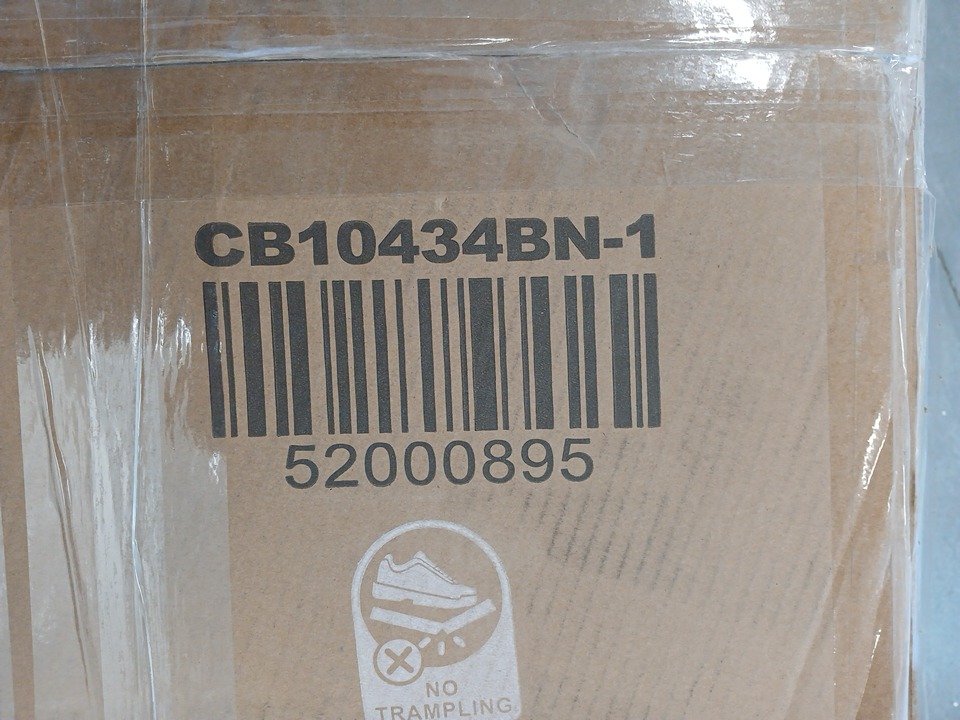 CB10434BN-1
52000895
NO
TRAMPLING